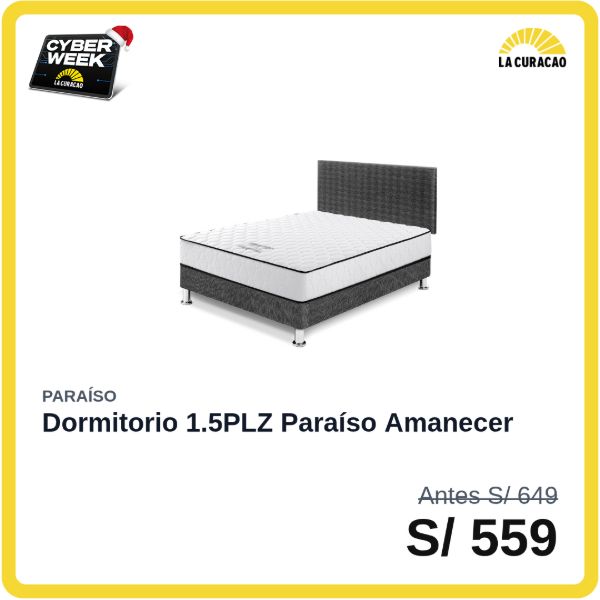 CYBER
WEEK
LA CURACAO
LA CURACAO
PARAÍSO
Dormitorio 1.5PLZ Paraíso Amanecer
Antes S/ 649
S/ 559